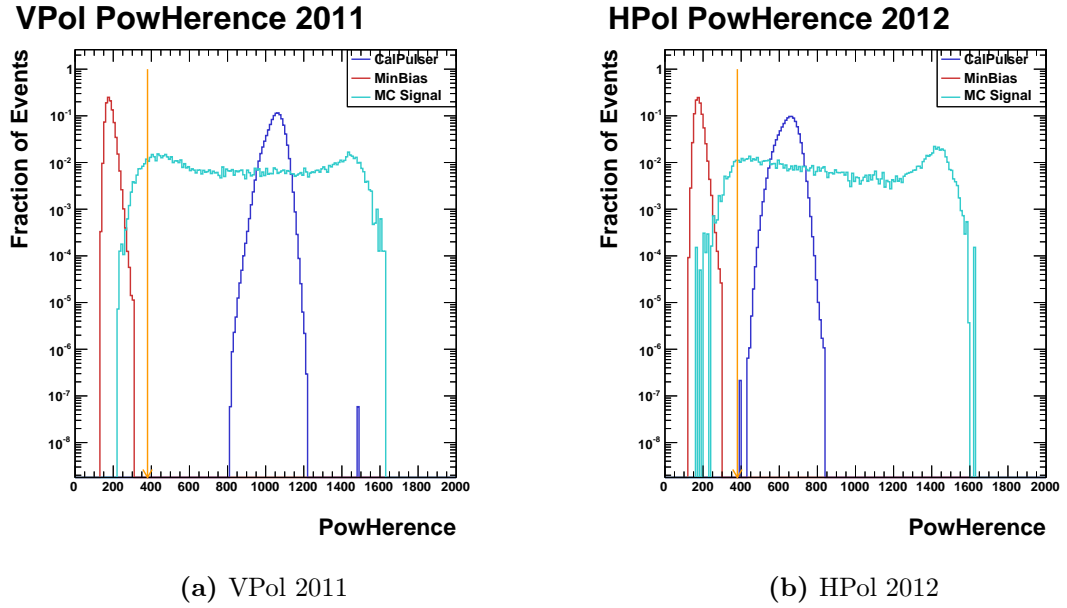 VPol PowHerence 2011
Fraction of Events
1
10-1
10-2
10-3
10-4
10-5
10-6
10-7
10-8
CalPulser
MinBias
MC Signal
0 200 400 600 800 1000 1200 1400 1600 1800 2000
PowHerence
(a) VPol 2011
HPol PowHerence 2012
Fraction of Events
1
10-1
10-2
10-3
10-4
10-5
10-6
10-7
10-8
CalPulser
MinBias
MC Signal
0 200 400 600 800 1000 1200 1400 1600 1800 2000
PowHerence
(b) HPol 2012